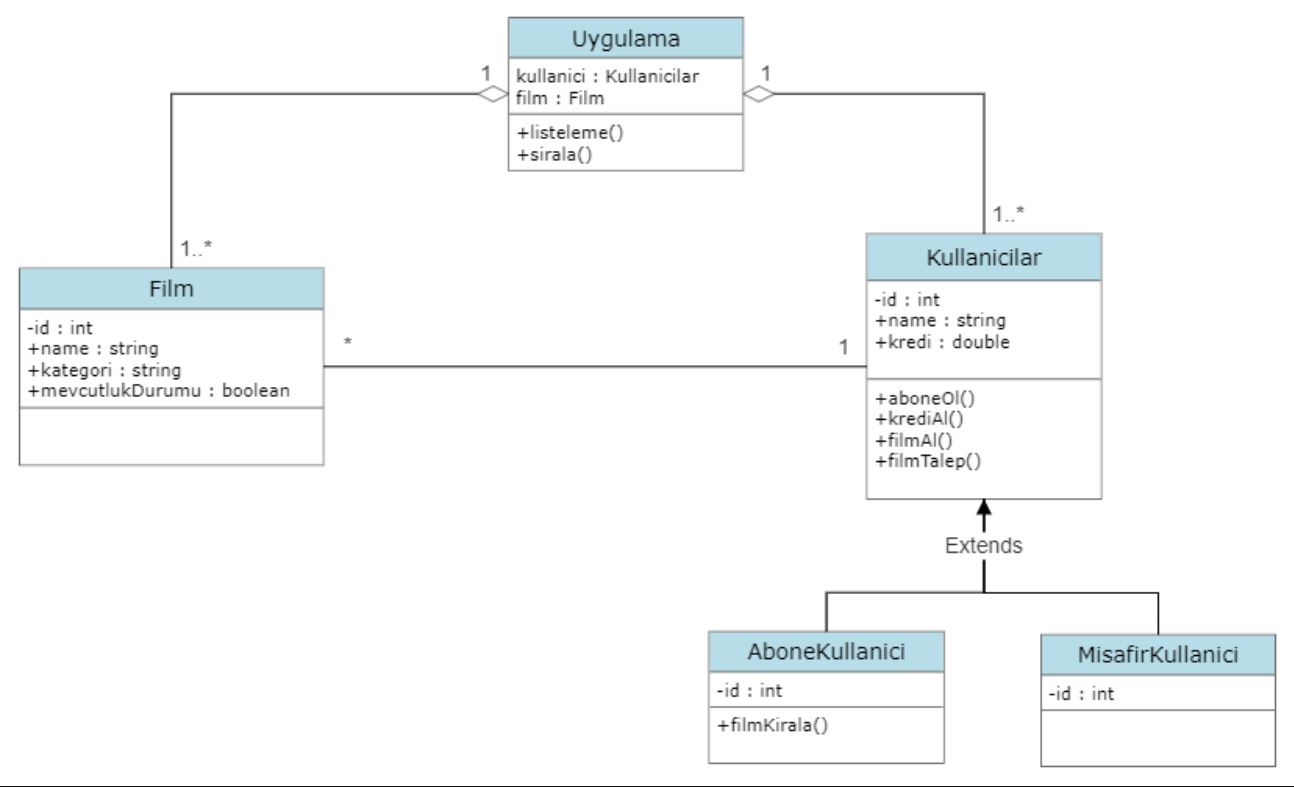 Uygulama
kullanici : Kullanicilar
film : Film
+listeleme()
+sirala()
1
1
1..*
1..*
Film
-id : int
+name : string
+kategori : string
+mevcutlukDurumu : boolean
*
1
Kullanicilar
-id : int
+name : string
+kredi : double
+aboneOl()
+krediAl()
+filmAl()
+filmTalep()
Extends
AboneKullanici
-id : int
+filmKirala()
MisafirKullanici
-id : int